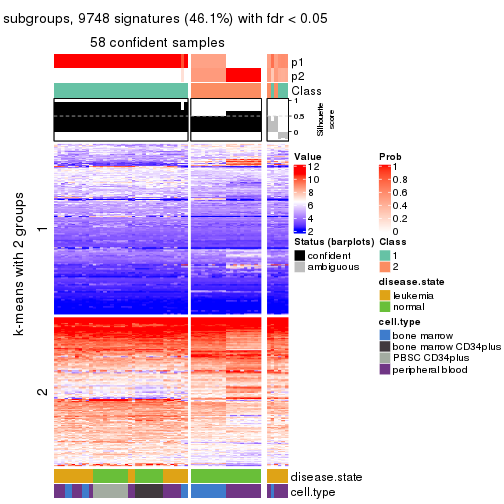 subgroups, 9748 signatures (46.1%) with fdr < 0.05
58 confident samples
p1
p2
Class
1
0.5
0
Silhouette
score
k-means with 2 groups
1
2
Value
12
10
8
6
4
2
Prob
1
0.8
0.6
0.4
0.2
0
Status (barplots)
confident
ambiguous
Class
1
2
disease.state
leukemia
normal
cell.type
bone marrow
bone marrow CD34plus
PBSC CD34plus
peripheral blood
disease.state
cell.type